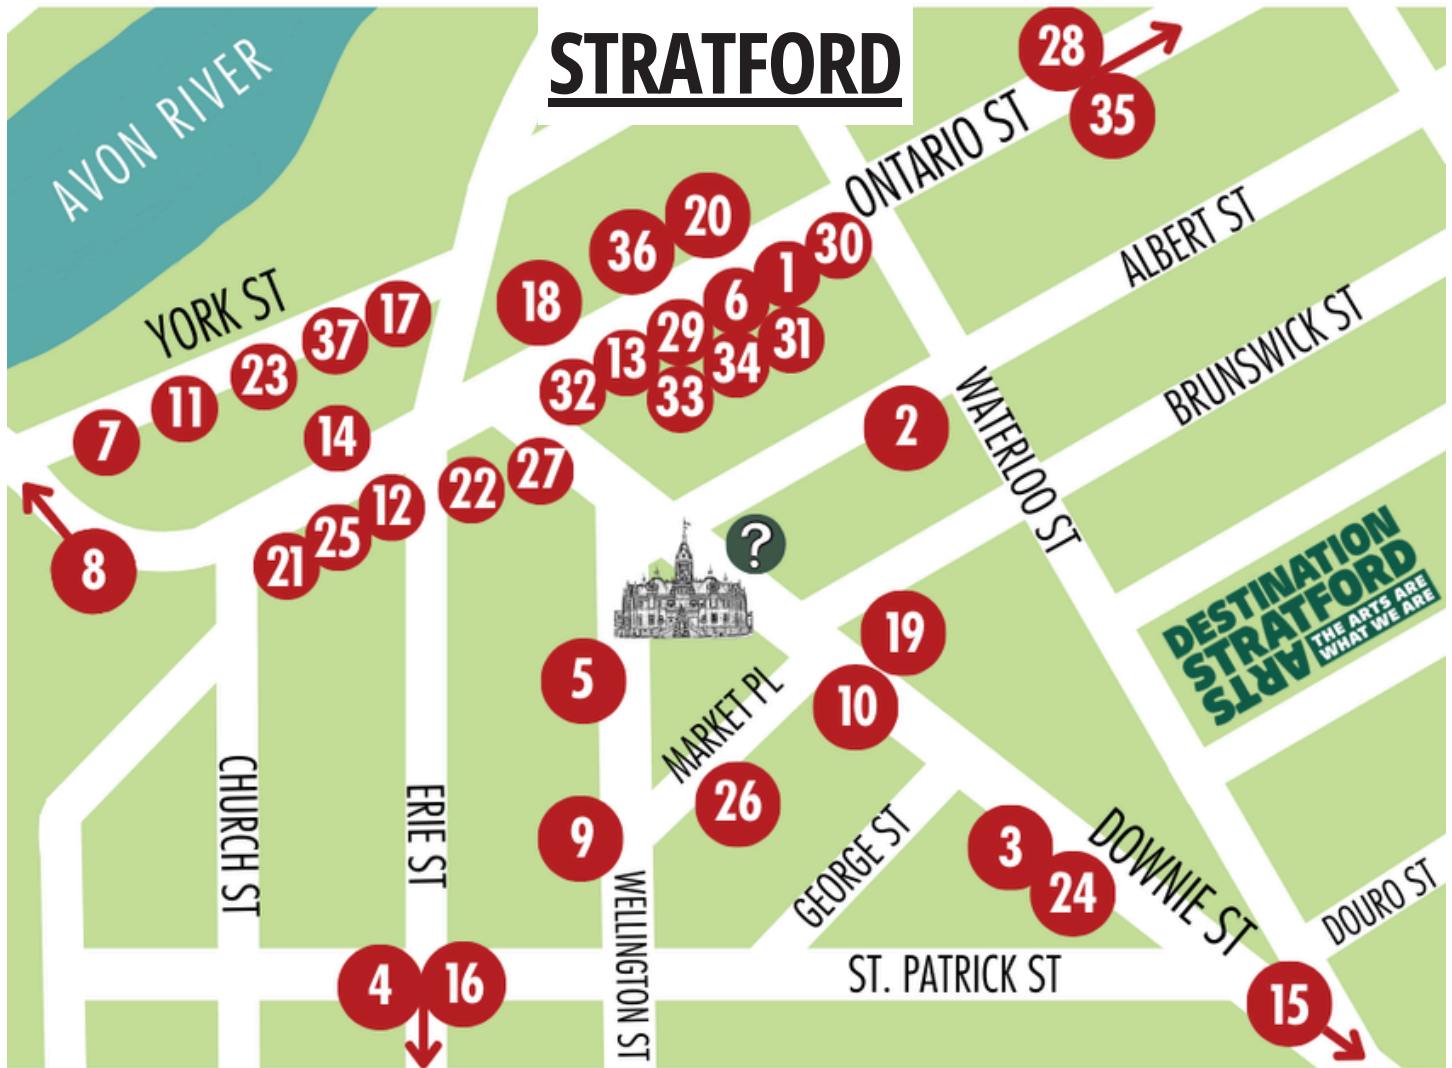 STRATFORD
AVON RIVER
28
35
ONTARIO ST
20
36
30
1
ALBERT ST
18
6
YORK ST
17
37
29
31
13
34
23
32
33
11
BRUNSWICK ST
7
14
2
WATERLOO ST
27
22
12
25
21
8
?
DESTINATION
STRATFORD
ARTS
THE ARTS ARE
WHAT WE ARE
19
5
10
MARKET PL
26
9
CHURCH ST
ERIE ST
GEORGE ST
3
24
DOWNIE ST
DOURO ST
WELLINGTON ST
4
16
ST. PATRICK ST
15